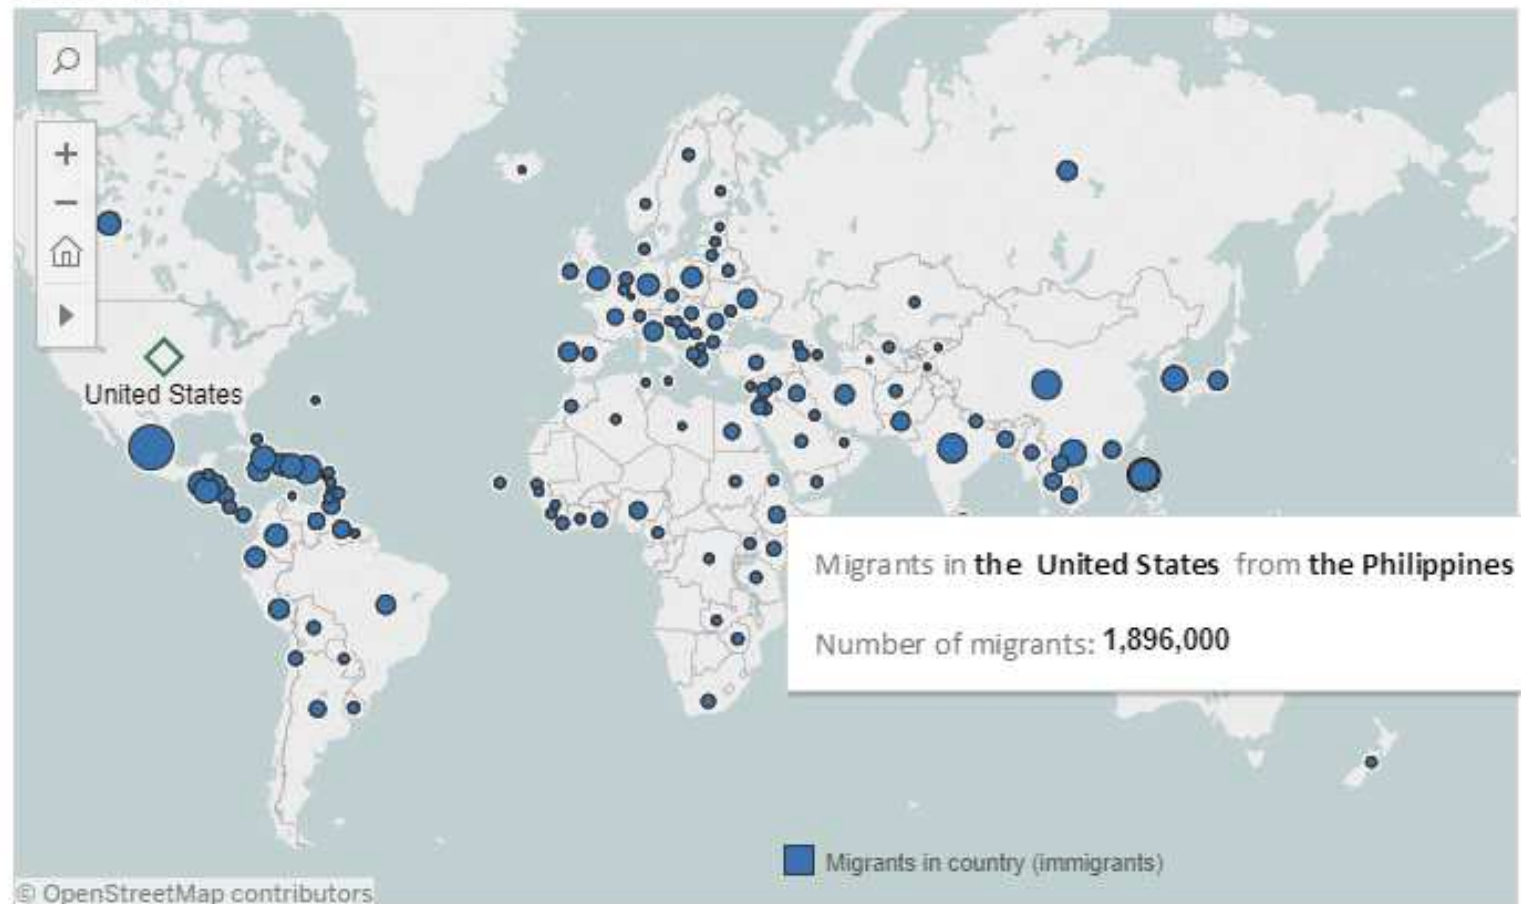 United States
Migrants in the United States from the Philippines
Number of migrants: 1,896,000
Migrants in country (immigrants)
© OpenStreetMap contributors